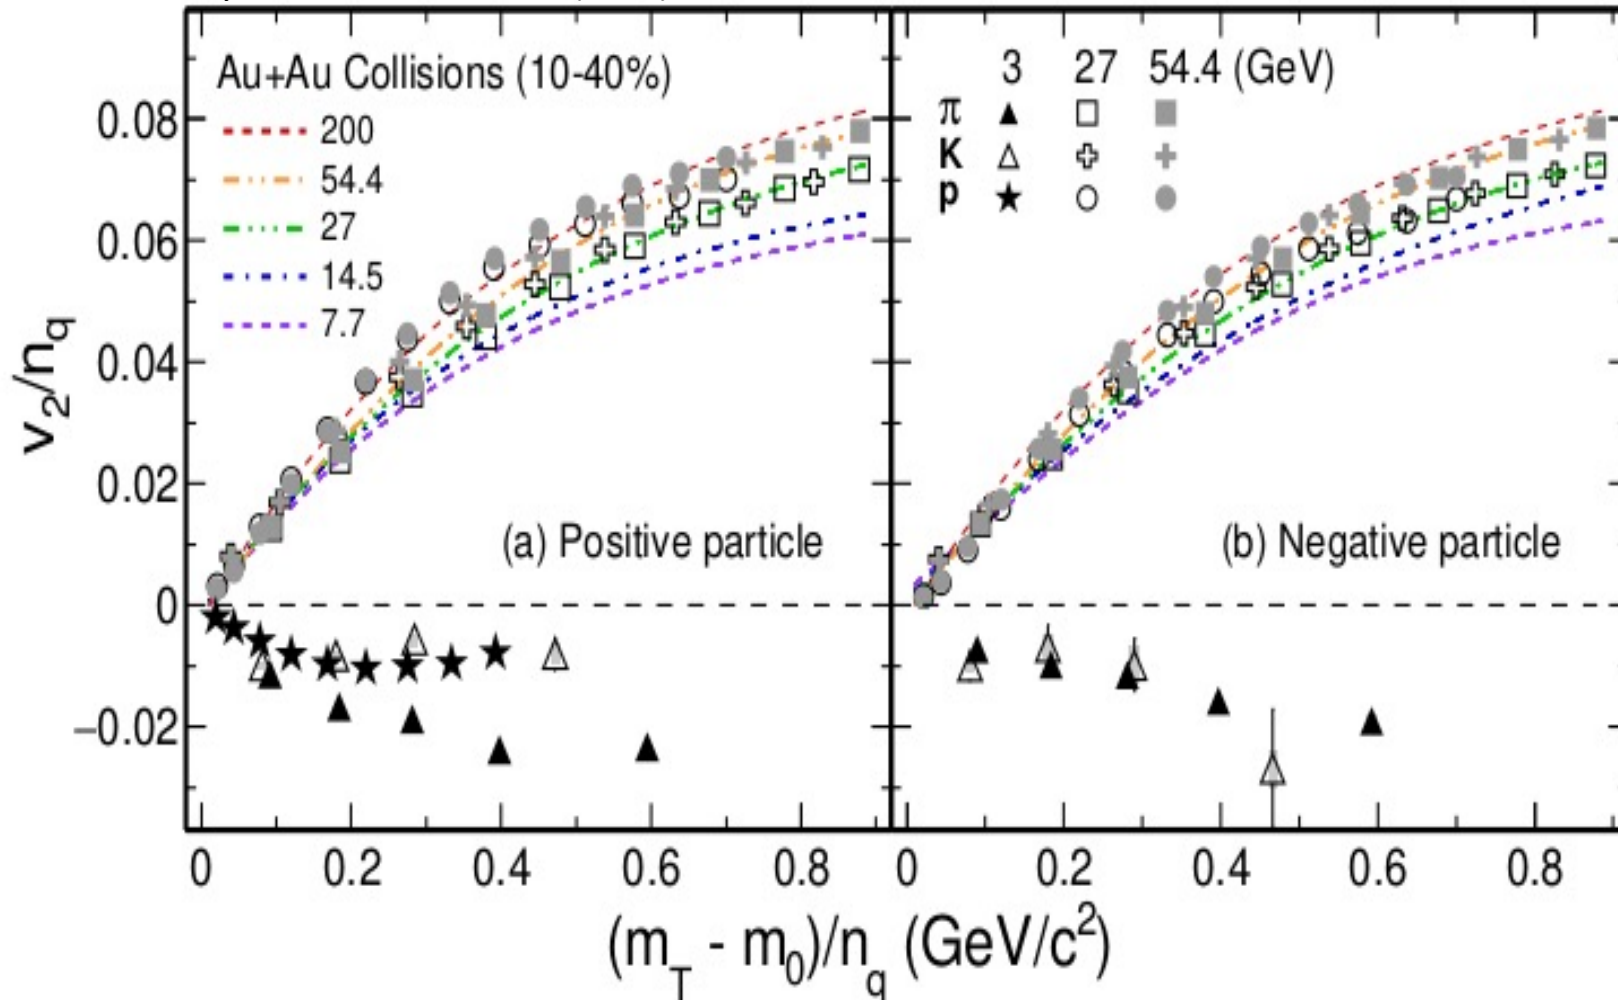 Au+Au Collisions (10-40%)
200
54.4
27
14.5
7.7
3 27 54.4 (GeV)
π
K
p
(a) Positive particle
(b) Negative particle
0.08
0.06
0.04
0.02
0
−0.02
v2/nq
0 0.2 0.4 0.6 0.8
0 0.2 0.4 0.6 0.8
(mT - m0)/nq (GeV/c²)